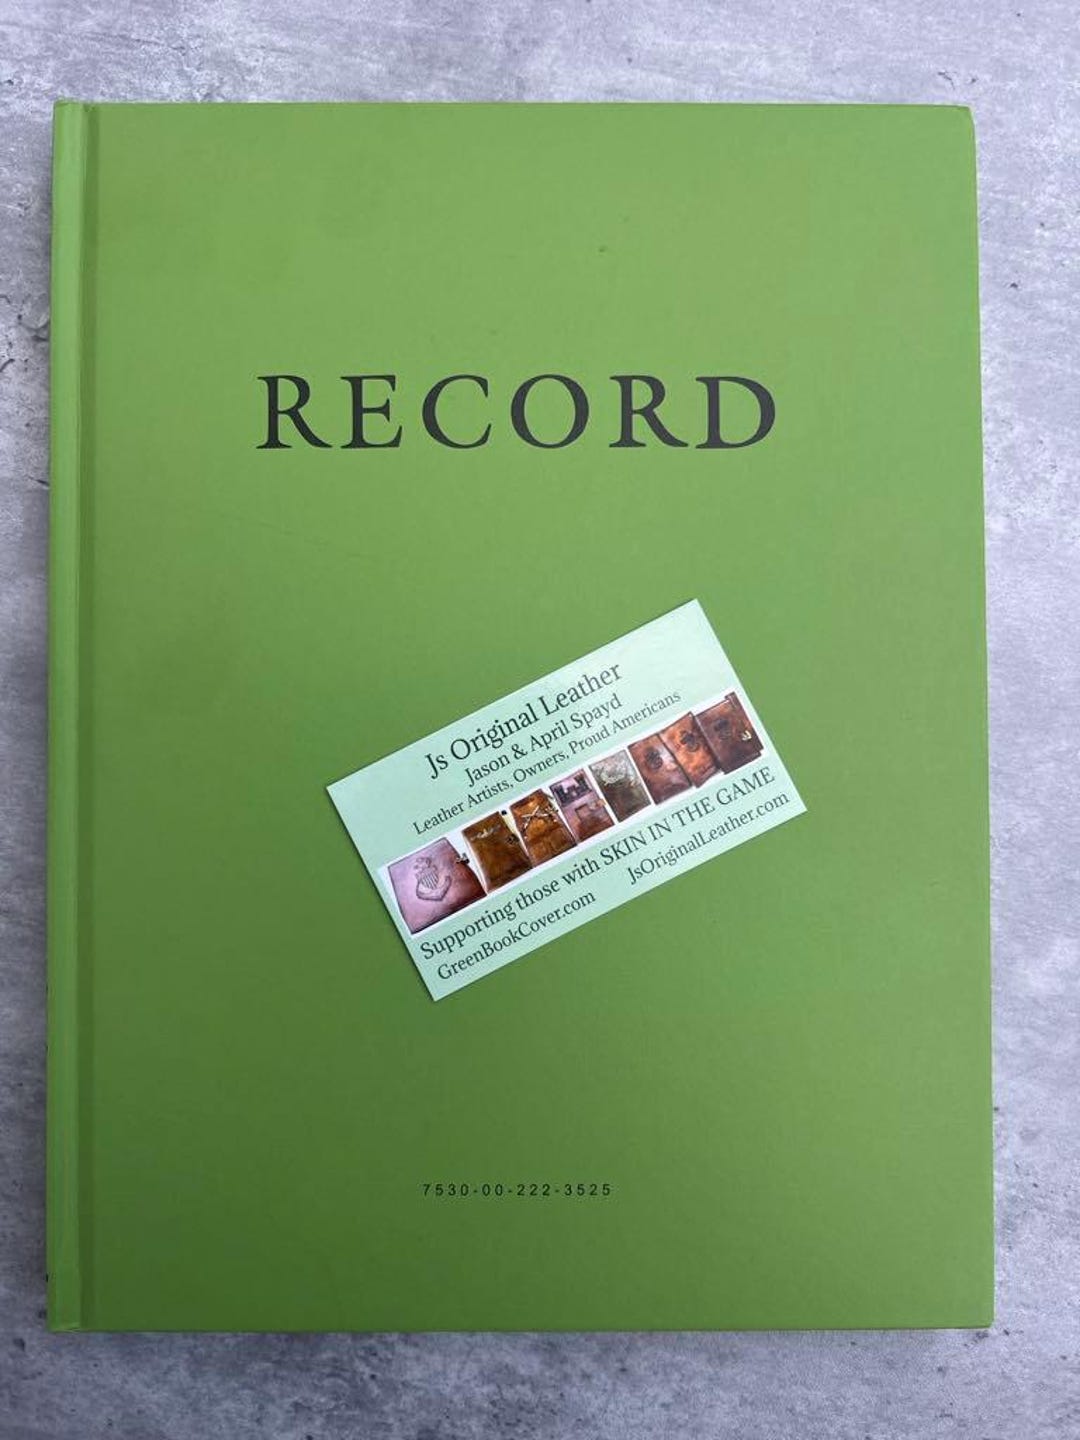 RECORD
Js Original Leather
Jason & April Spayd
Leather Artists, Owners, Proud Americans
Supporting those with SKIN IN THE GAME
GreenBookCover.com JsOriginalLeather.com
7530-00-222-3525